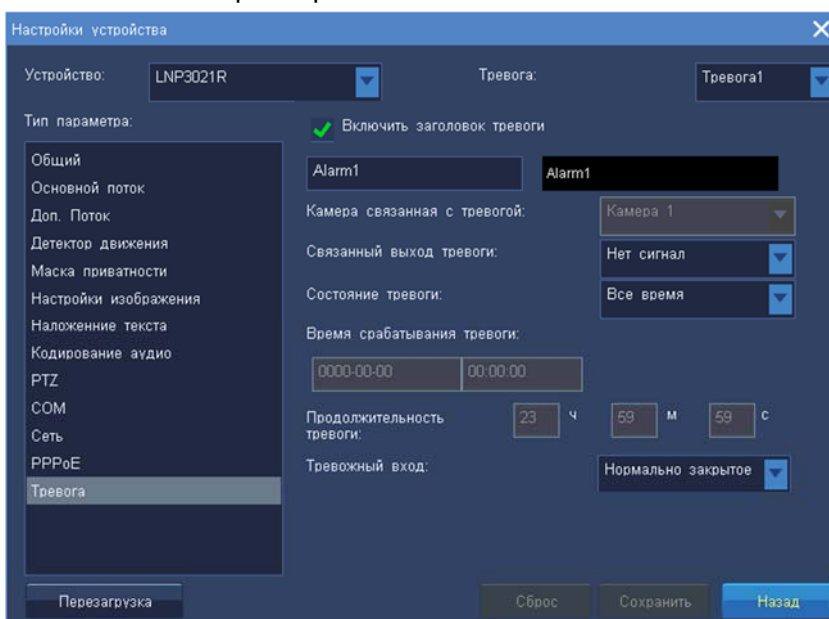 Настройки устройства
Устройство: LNP3021R Тревога: Тревога1
Тип параметра:
Включить заголовок тревоги
Общий
Основной поток
Доп. Поток
Детектор движения
Маска приватности
Настройки изображения
Наложенние текста
Кодирование аудио
PTZ
COM
Сеть
PPPoE
Тревога
Alarm1 Alarm1
Камера связанная с тревогой: Камера 1
Связанный выход тревоги: Нет сигнал
Состояние тревоги: Все время
Время срабатывания тревоги:
0000-00-00 00:00:00
Продолжительность
тревоги: 23 ч 59 м 59 с
Тревожный вход: Нормально закрытое
Перезагрузка Сброс Сохранить Назад